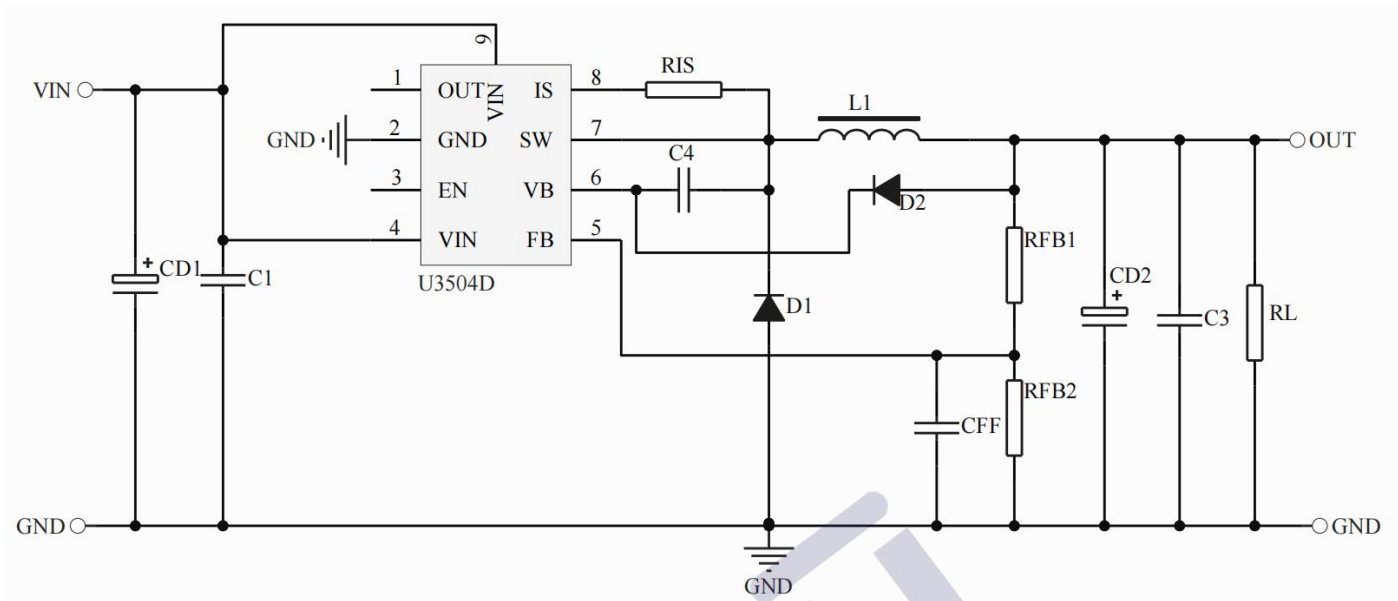 9
VIN
1
OUT
VIN
IS
8
RIS
L1
GND
2
GND
SW
7
OUT
C4
3
EN
VB
6
D2
4
VIN
FB
5
RFB1
U3504D
+
CD1
C1
D1
CD2
+
C3
RL
RFB2
CFF
GND
GND
GND